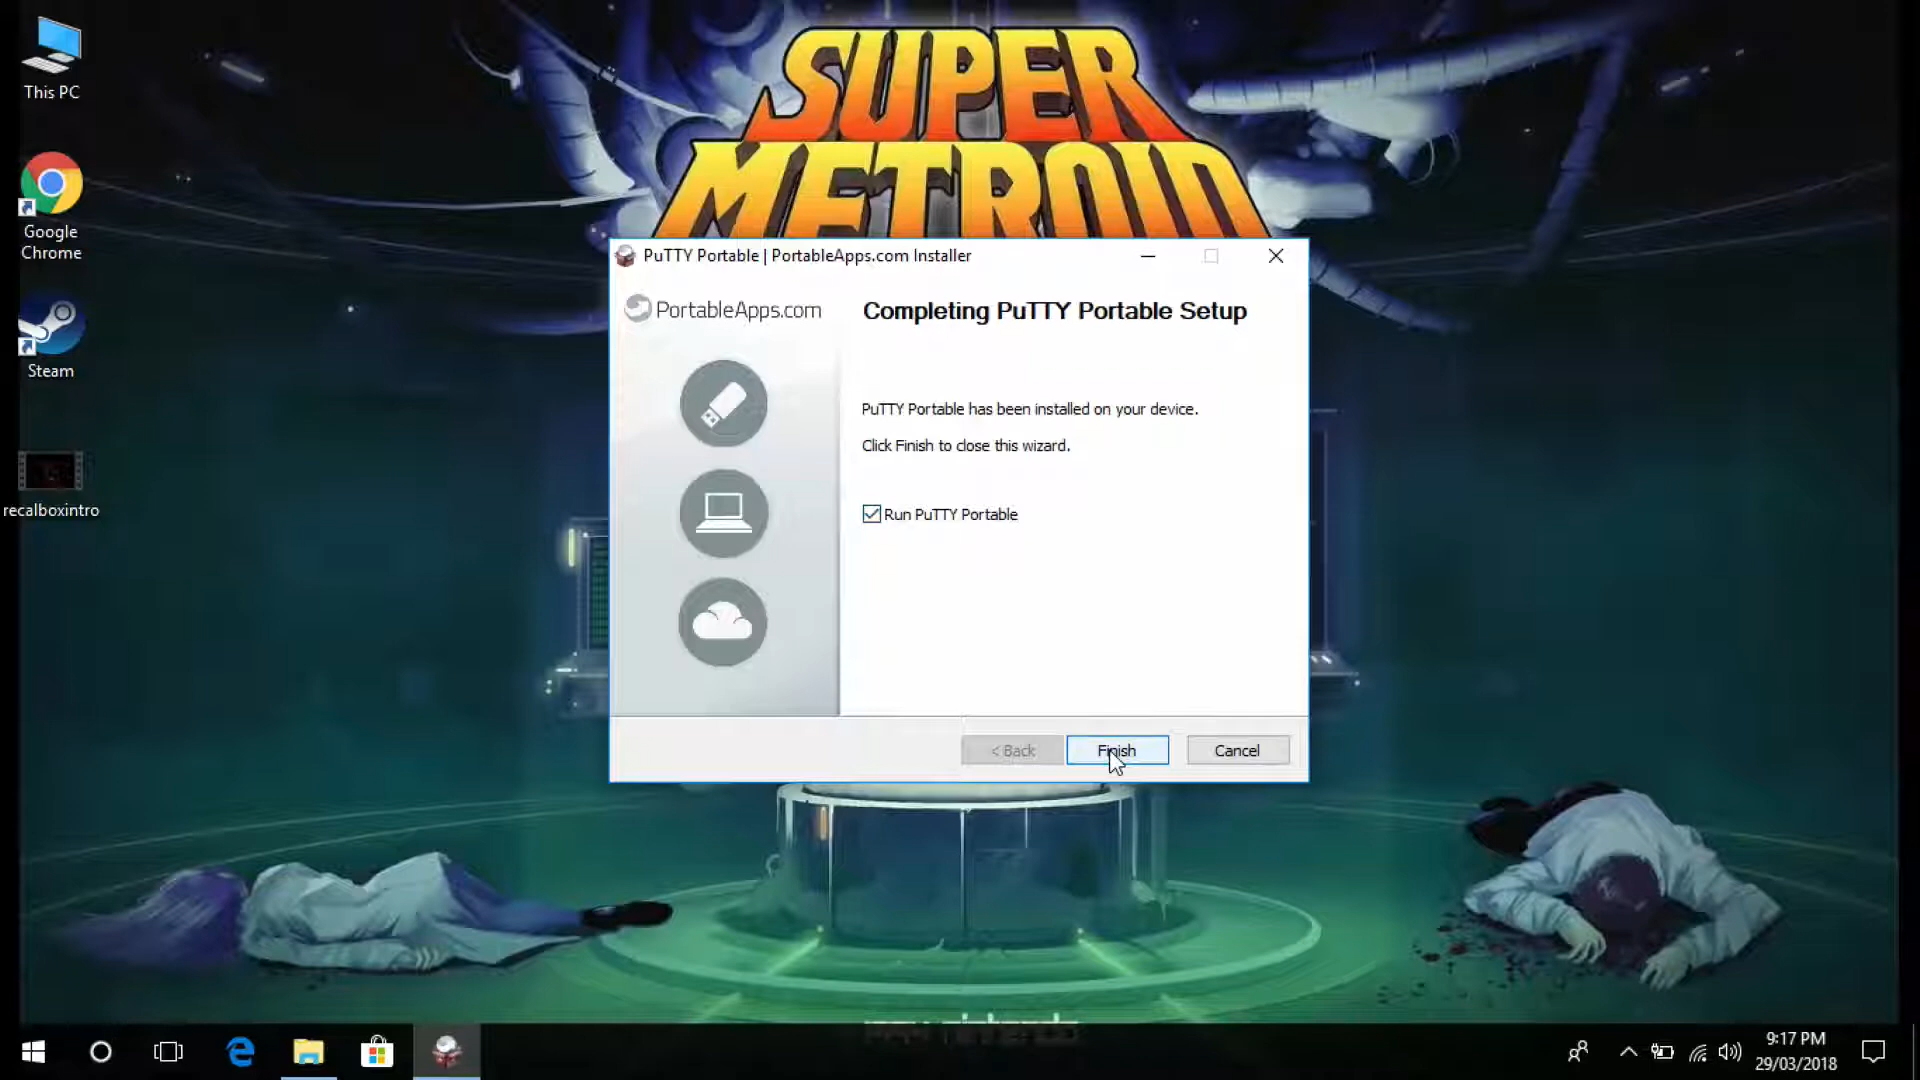 This PC
Google
Chrome
Steam
recalboxintro
SUPER
METROID
PuTTY Portable | PortableApps.com Installer
PortableApps.com
Completing PuTTY Portable Setup
PuTTY Portable has been installed on your device.
Click Finish to close this wizard.
Run PuTTY Portable
< Back
Finish
Cancel
9:17 PM
29/03/2018